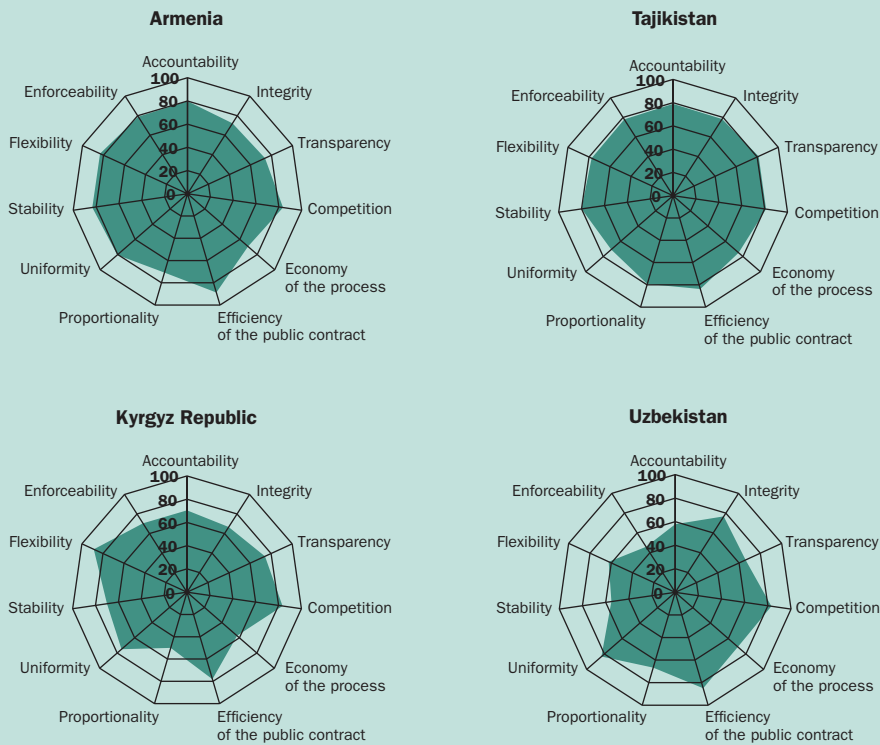 Armenia
Accountability
Integrity
Transparency
Competition
Economy
of the process
Efficiency
of the public contract
Proportionality
Uniformity
Stability
Flexibility
Enforceability
100
80
60
40
20
0
Tajikistan
Accountability
Integrity
Transparency
Competition
Economy
of the process
Efficiency
of the public contract
Proportionality
Uniformity
Stability
Flexibility
Enforceability
100
80
60
40
20
0
Kyrgyz Republic
Accountability
Integrity
Transparency
Competition
Economy
of the process
Efficiency
of the public contract
Proportionality
Uniformity
Stability
Flexibility
Enforceability
100
80
60
40
20
0
Uzbekistan
Accountability
Integrity
Transparency
Competition
Economy
of the process
Efficiency
of the public contract
Proportionality
Uniformity
Stability
Flexibility
Enforceability
100
80
60
40
20
0